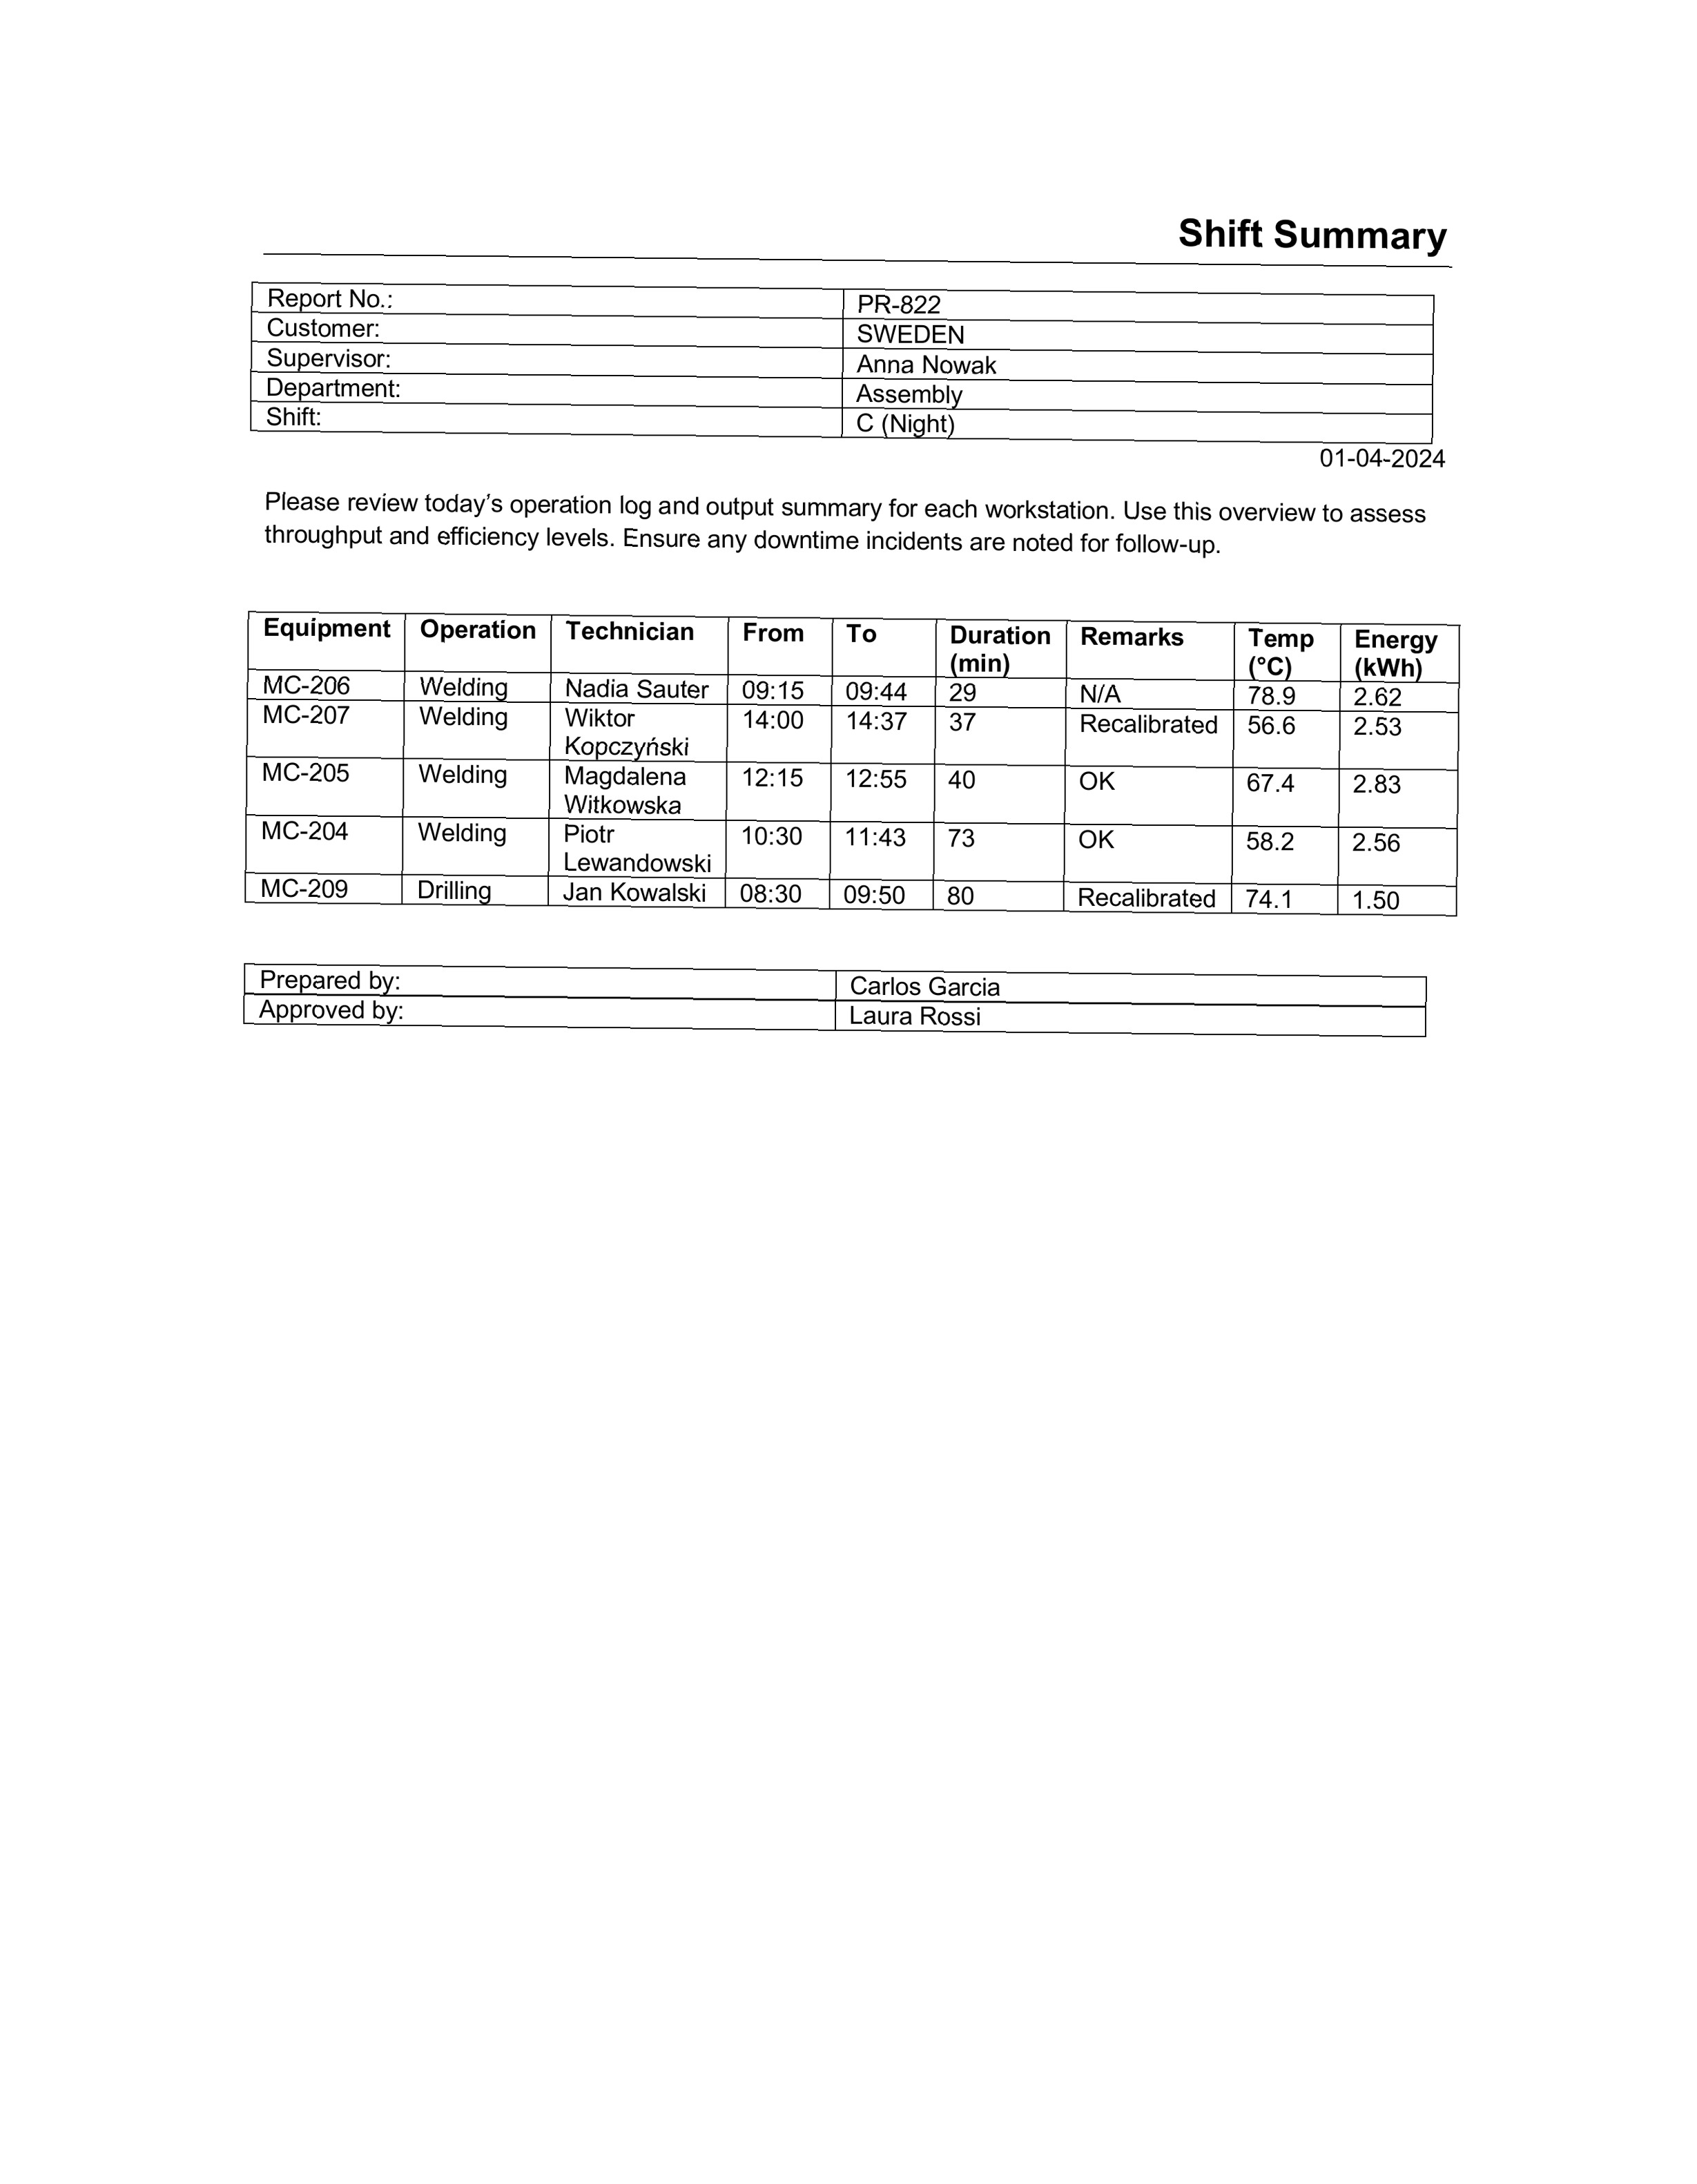 Shift Summary
Report No.: PR-822
Customer: SWEDEN
Supervisor: Anna Nowak
Department: Assembly
Shift: C (Night)
01-04-2024
Please review today’s operation log and output summary for each workstation. Use this overview to assess
throughput and efficiency levels. Ensure any downtime incidents are noted for follow-up.
Equipment Operation Technician From To Duration (min) Remarks Temp (°C) Energy (kWh)
MC-206 Welding Nadia Sauter 09:15 09:44 29 N/A 78.9 2.62
MC-207 Welding Wiktor Kopczyński 14:00 14:37 37 Recalibrated 56.6 2.53
MC-205 Welding Magdalena Witkowska 12:15 12:55 40 OK 67.4 2.83
MC-204 Welding Piotr Lewandowski 10:30 11:43 73 OK 58.2 2.56
MC-209 Drilling Jan Kowalski 08:30 09:50 80 Recalibrated 74.1 1.50
Prepared by: Carlos Garcia
Approved by: Laura Rossi